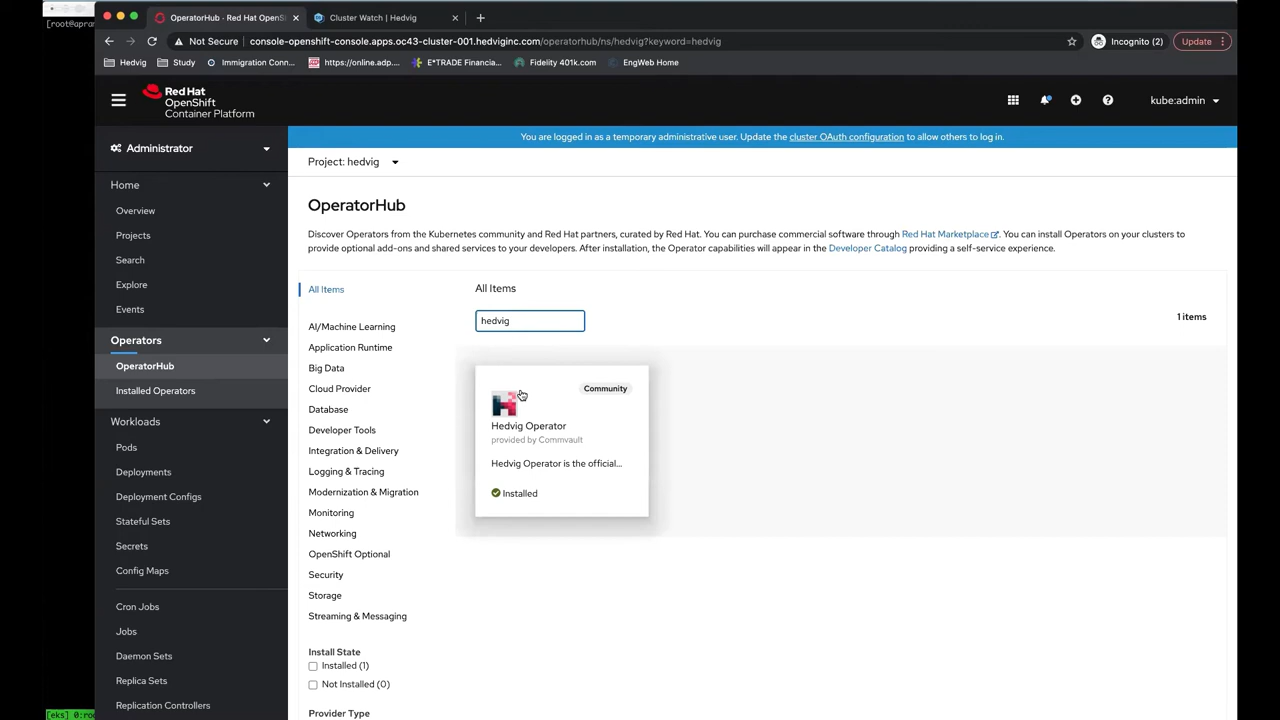 [root@apran
OperatorHub · Red Hat OpenShi
Cluster Watch | Hedvig
Not Secure
console-openshift-console.apps.oc43-cluster-001.hedviginc.com/operatorhub/ns/hedvig?keyword=hedvig
Incognito (2)
Update
Hedvig
Study
Immigration Conn...
https://online.adp....
E*TRADE Financia...
Fidelity 401k.com
EngWeb Home
Red Hat
OpenShift
Container Platform
kube:admin
You are logged in as a temporary administrative user. Update the cluster OAuth configuration to allow others to log in.
Administrator
Project: hedvig
Home
Overview
Projects
Search
Explore
Events
Operators
OperatorHub
Installed Operators
Workloads
Pods
Deployments
Deployment Configs
Stateful Sets
Secrets
Config Maps
Cron Jobs
Jobs
Daemon Sets
Replica Sets
Replication Controllers
OperatorHub
Discover Operators from the Kubernetes community and Red Hat partners, curated by Red Hat. You can purchase commercial software through Red Hat Marketplace. You can install Operators on your clusters to
provide optional add-ons and shared services to your developers. After installation, the Operator capabilities will appear in the Developer Catalog providing a self-service experience.
All Items
AI/Machine Learning
Application Runtime
Big Data
Cloud Provider
Database
Developer Tools
Integration & Delivery
Logging & Tracing
Modernization & Migration
Monitoring
Networking
OpenShift Optional
Security
Storage
Streaming & Messaging
Install State
Installed (1)
Not Installed (0)
Provider Type
All Items
hedvig
1 items
Community
Hedvig Operator
provided by Commvault
Hedvig Operator is the official...
Installed
[eks] 0:ro